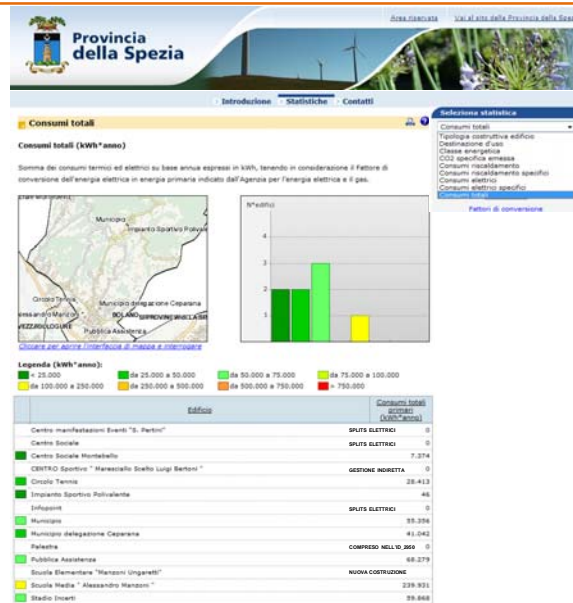 Area riservata Vai al sito della Provincia della Spez
Provincia
della Spezia
Introduzione Statistiche Contatti
Consumi totali
Consumi totali (kWh*anno)
Somma dei consumi termici ed elettrici su base annua espressi in kWh, tenendo in considerazione il Fattore di
conversione dell'energia elettrica in energia primaria indicato dall'Agenzia per l'energia elettrica e il gas.
Seleziona statistica
Consumi totali
Tipologia costruttiva edificio
Destinazione d'uso
Classe energetica
CO2 specifica emessa
Consumi riscaldamento
Consumi riscaldamento specifici
Consumi elettrici
Consumi elettrici specifici
Consumi totali
Fattori di conversione
Municipio
Impianto Sportivo Polivale
Circolo Tennis
Municipio delegazione Ceparana
essandro Manzoni
BOLANO
VEZZANO LIGURE
Pubblica Assistenza
Cliccare per aprire l'interfaccia di mappa e interrogare
N°edifici
4
3
2
1
Legenda (kWh*anno):
< 25.000 da 25.000 a 50.000 da 50.000 a 75.000 da 75.000 a 100.000
da 100.000 a 250.000 da 250.000 a 500.000 da 500.000 a 750.000 > 750.000
Edificio Consumi totali primari (kWh*anno)
Centro manifestazioni Eventi "S. Pertini" SPLITS ELETTRICI 0
Centro Sociale SPLITS ELETTRICI 0
Centro Sociale Montebello 7.374
CENTRO Sportivo " Maresciallo Scelto Luigi Bertoni " GESTIONE INDIRETTA 0
Circolo Tennis 28.413
Impianto Sportivo Polivalente 46
Infopoint SPLITS ELETTRICI 0
Municipio 55.356
Municipio delegazione Ceparana 41.042
Palestra COMPRESO NELL'ID_2850 0
Pubblica Assistenza 68.279
Scuola Elementare "Manzoni Ungaretti" NUOVA COSTRUZIONE
Scuola Media " Alessandro Manzoni " 239.931
Stadio Incerti 59.868